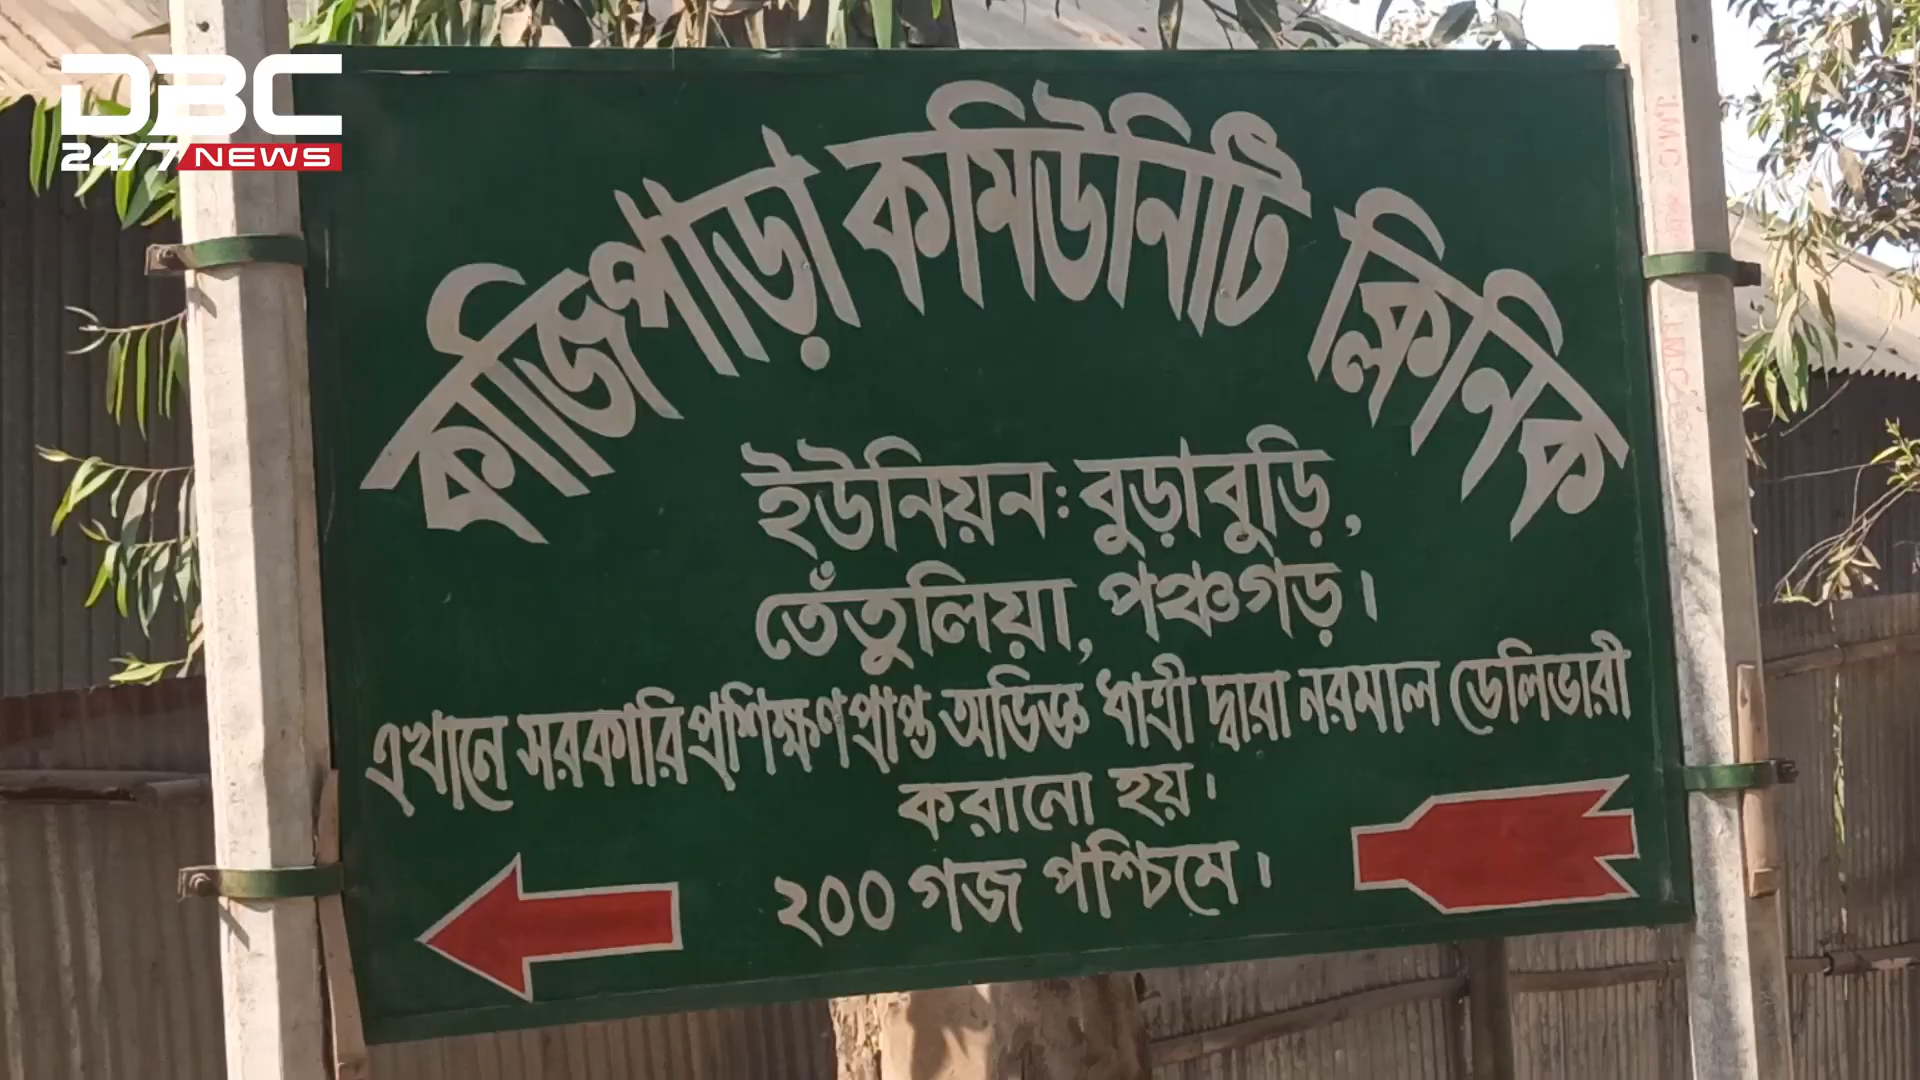 DBC
24/7 NEWS
কাজিপাড়া কমিউনিটি ক্লিনিক
ইউনিয়ন: বুড়াবুড়ি,
তেঁতুলিয়া, পঞ্চগড়।
এখানে সরকারি প্রশিক্ষণপ্রাপ্ত অভিজ্ঞ ধাত্রী দ্বারা নরমাল ডেলিভারী
করানো হয়।
২০০ গজ পশ্চিমে।
J.M.C
J.M.C